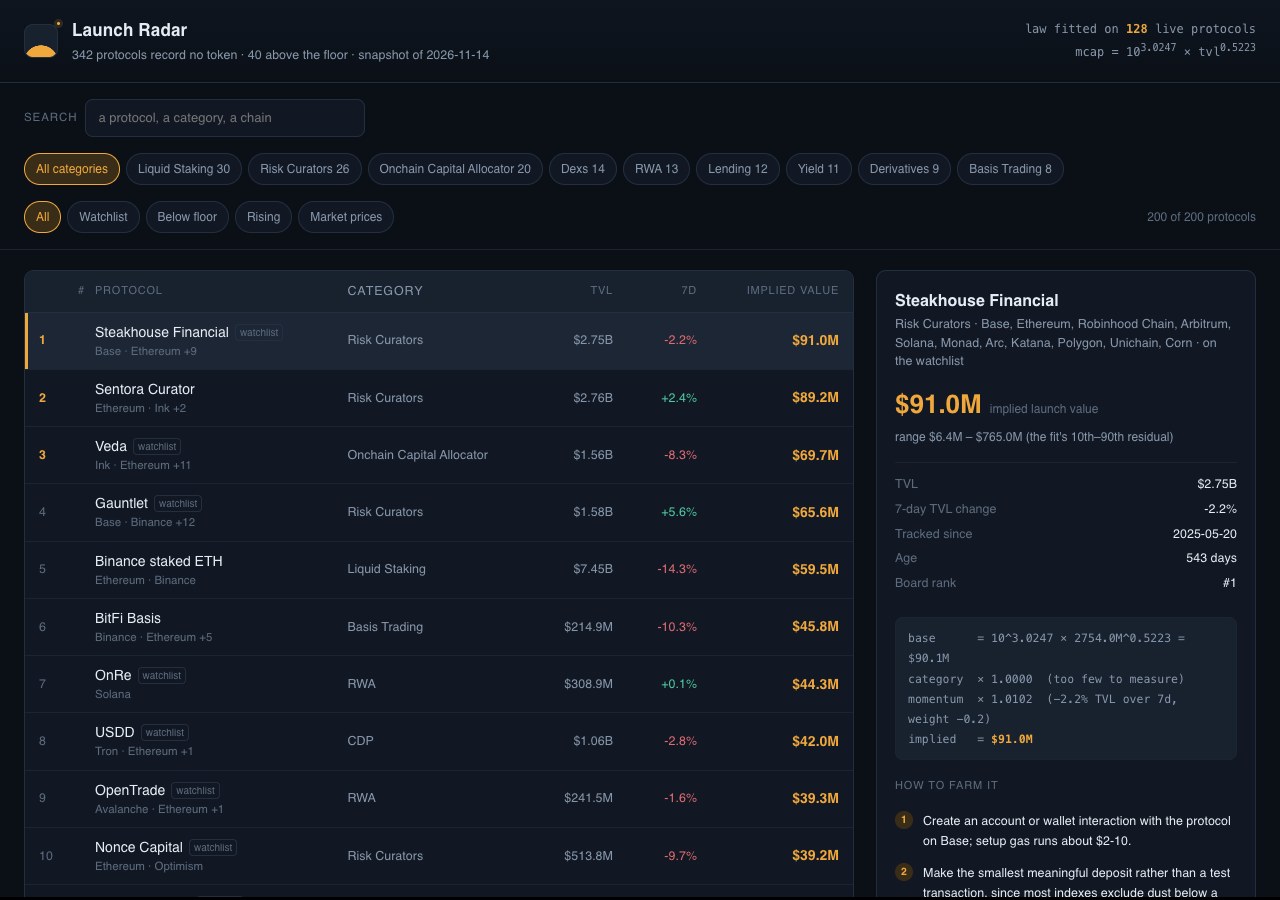 Launch Radar
342 protocols record no token · 40 above the floor · snapshot of 2026-11-14
law fitted on 128 live protocols
mcap = 10^3.0247 × tvl^0.5223
SEARCH a protocol, a category, a chain
All categories Liquid Staking 30 Risk Curators 26 Onchain Capital Allocator 20 Dexs 14 RWA 13 Lending 12 Yield 11 Derivatives 9 Basis Trading 8
All Watchlist Below floor Rising Market prices 200 of 200 protocols
# PROTOCOL CATEGORY TVL 7D IMPLIED VALUE
1 Steakhouse Financial watchlist Risk Curators $2.75B -2.2% $91.0M
Base · Ethereum +9
2 Sentora Curator Risk Curators $2.76B +2.4% $89.2M
Ethereum · Ink +2
3 Veda watchlist Onchain Capital Allocator $1.56B -8.3% $69.7M
Ink · Ethereum +11
4 Gauntlet watchlist Risk Curators $1.58B +5.6% $65.6M
Base · Binance +12
5 Binance staked ETH Liquid Staking $7.45B -14.3% $59.5M
Ethereum · Binance
6 BitFi Basis Basis Trading $214.9M -10.3% $45.8M
Binance · Ethereum +5
7 OnRe watchlist RWA $308.9M +0.1% $44.3M
Solana
8 USDD watchlist CDP $1.06B -2.8% $42.0M
Tron · Ethereum +1
9 OpenTrade watchlist RWA $241.5M -1.6% $39.3M
Avalanche · Ethereum +1
10 Nonce Capital watchlist Risk Curators $513.8M -9.7% $39.2M
Ethereum · Optimism
Steakhouse Financial
Risk Curators · Base, Ethereum, Robinhood Chain, Arbitrum,
Solana, Monad, Arc, Katana, Polygon, Unichain, Corn · on
the watchlist
$91.0M implied launch value
range $6.4M – $765.0M (the fit's 10th–90th residual)
TVL $2.75B
7-day TVL change -2.2%
Tracked since 2025-05-20
Age 543 days
Board rank #1
base = 10^3.0247 × 2754.0M^0.5223 =
$90.1M
category × 1.0000 (too few to measure)
momentum × 1.0102 (−2.2% TVL over 7d,
weight −0.2)
implied = $91.0M
HOW TO FARM IT
1 Create an account or wallet interaction with the protocol
on Base; setup gas runs about $2-10.
2 Make the smallest meaningful deposit rather than a test
transaction, since most indexes exclude dust below a